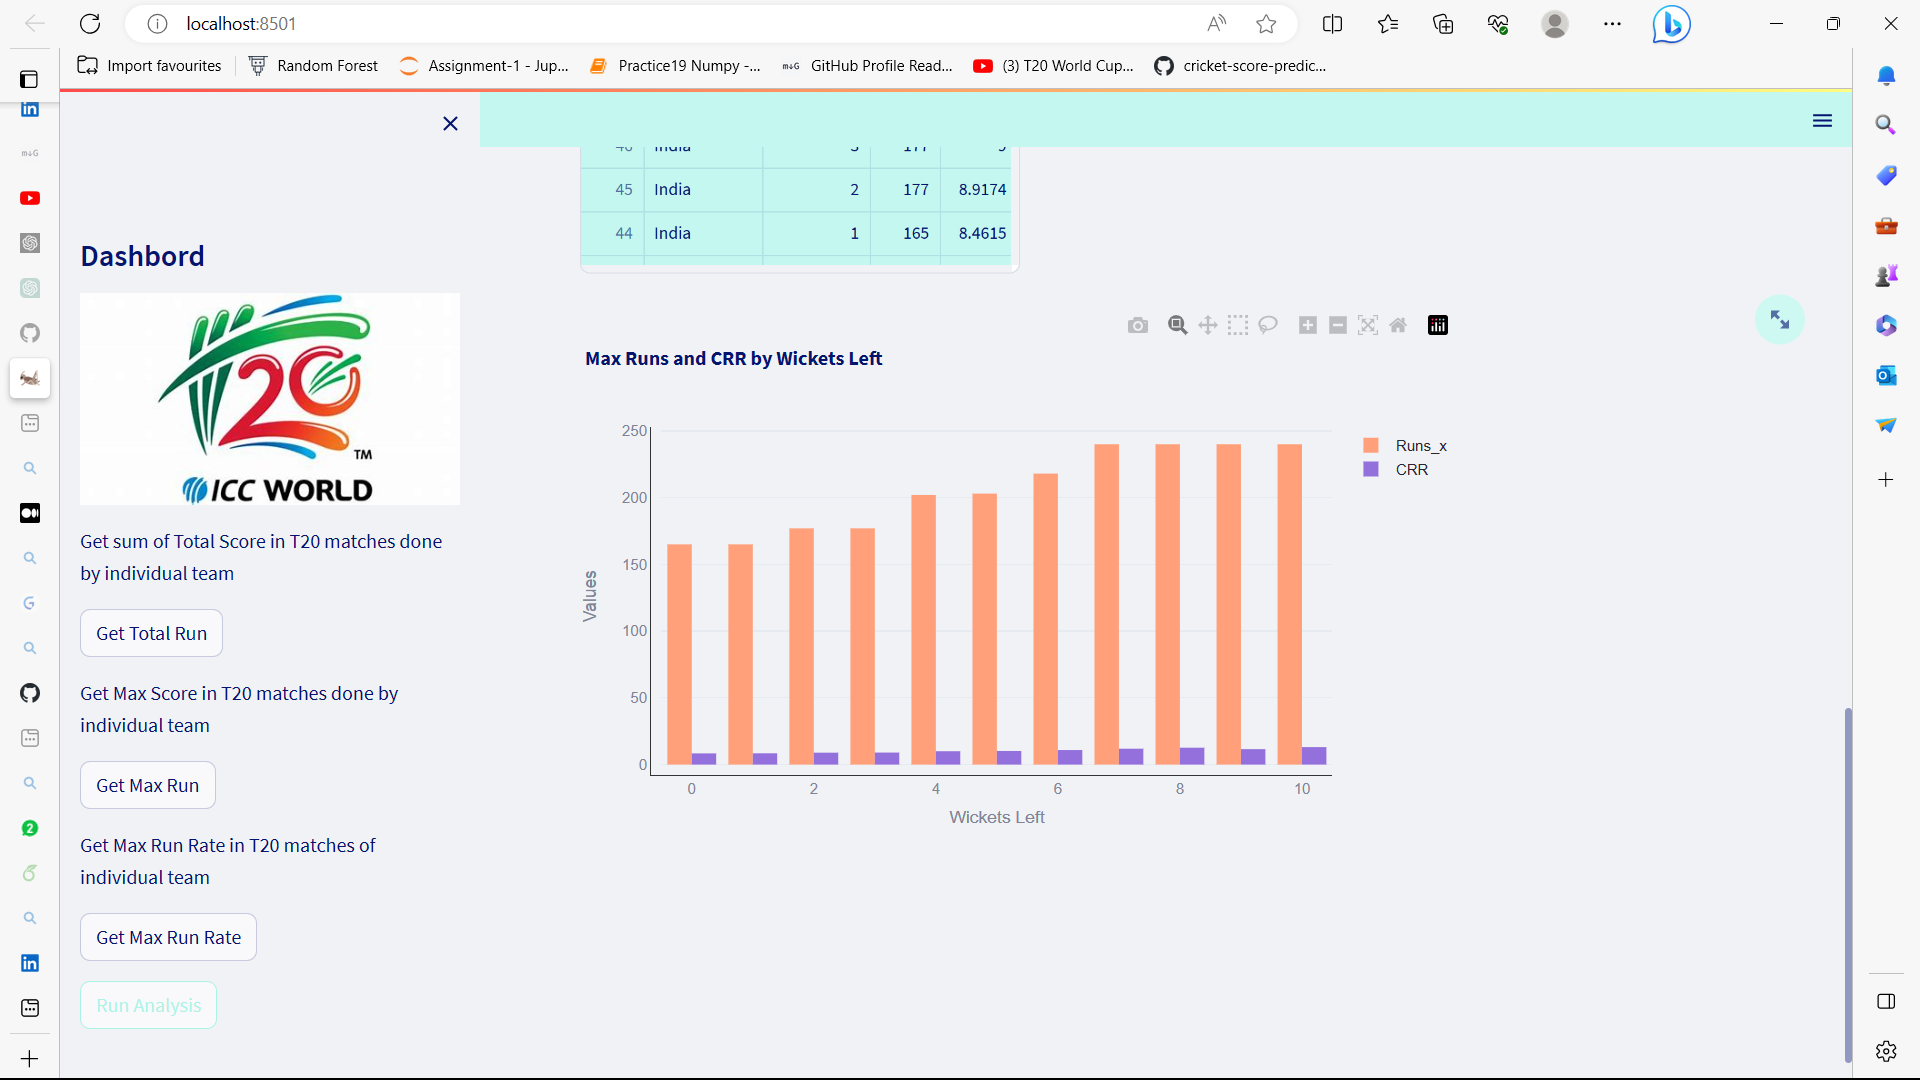 localhost:8501
Import favourites
Random Forest
Assignment-1 - Jup...
Practice19 Numpy -...
M↓G
GitHub Profile Read...
(3) T20 World Cup...
cricket-score-predic...
46 India 3 177 9
45 India 2 177 8.9174
44 India 1 165 8.4615
Dashbord
T20
TM
ICC WORLD
Get sum of Total Score in T20 matches done
by individual team
Get Total Run
Get Max Score in T20 matches done by
individual team
Get Max Run
Get Max Run Rate in T20 matches of
individual team
Get Max Run Rate
Run Analysis
Max Runs and CRR by Wickets Left
Runs_x
CRR
250
200
150
100
50
0
Values
0 2 4 6 8 10
Wickets Left